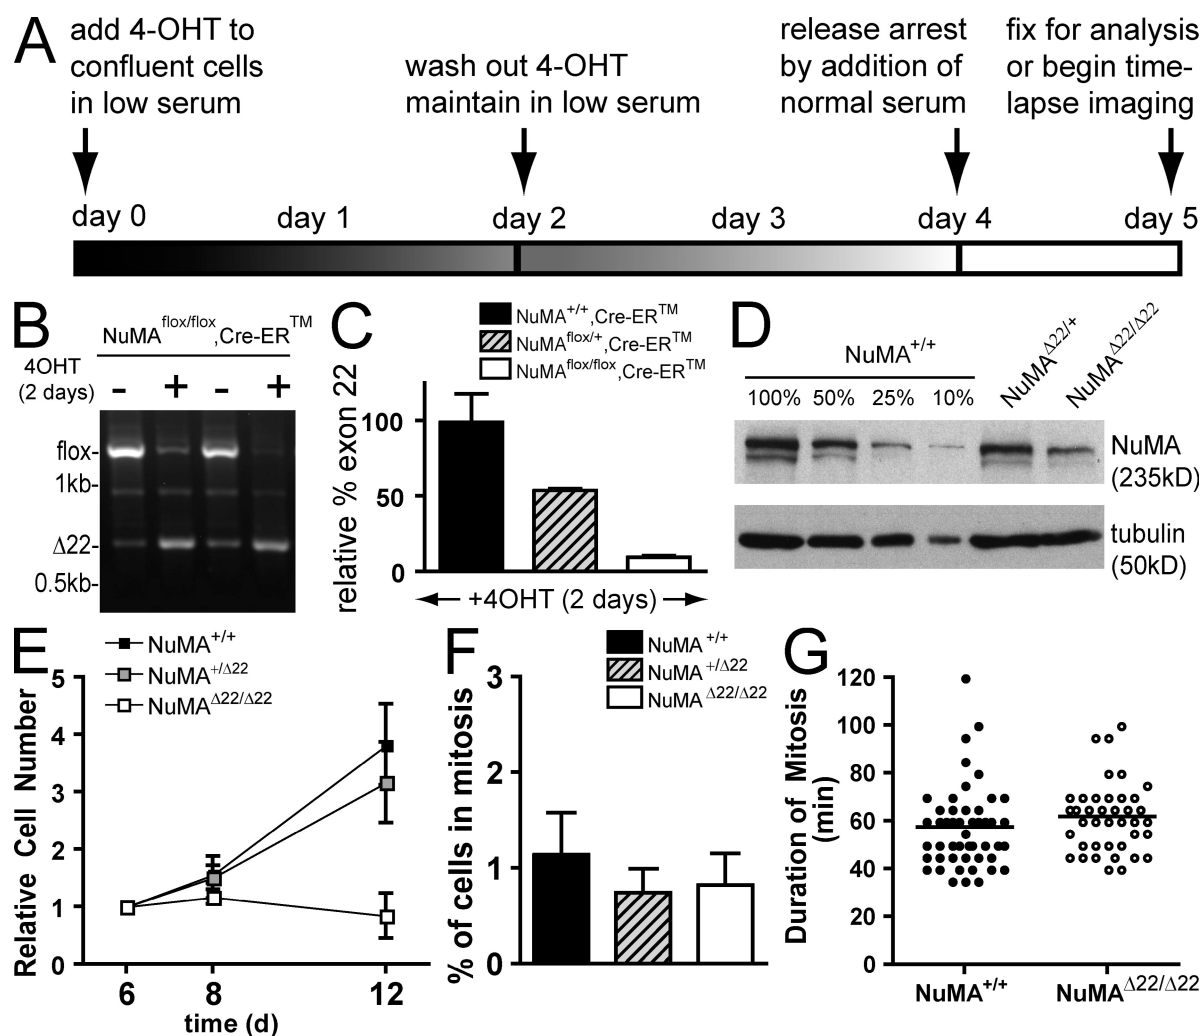 A
add 4-OHT to
confluent cells
in low serum
wash out 4-OHT
maintain in low serum
release arrest
by addition of
normal serum
fix for analysis
or begin time-
lapse imaging
day 0 day 1 day 2 day 3 day 4 day 5
B
NuMA^flox/flox,Cre-ER^TM
4OHT
(2 days)
- + - +
flox-
1kb-
Δ22-
0.5kb-
C
NuMA^+/+,Cre-ER^TM
NuMA^flox/+,Cre-ER^TM
NuMA^flox/flox,Cre-ER^TM
relative % exon 22
100
50
0
+4OHT (2 days)
D
NuMA^+/+
100% 50% 25% 10%
NuMA^Δ22/+
NuMA^Δ22/Δ22
NuMA
(235kD)
tubulin
(50kD)
E
NuMA^+/+
NuMA^+/Δ22
NuMA^Δ22/Δ22
Relative Cell Number
5
4
3
2
1
0
6 8 12
time (d)
F
NuMA^+/+
NuMA^+/Δ22
NuMA^Δ22/Δ22
% of cells in mitosis
3
2
1
0
G
Duration of Mitosis
(min)
120
100
80
60
40
20
0
NuMA^+/+
NuMA^Δ22/Δ22